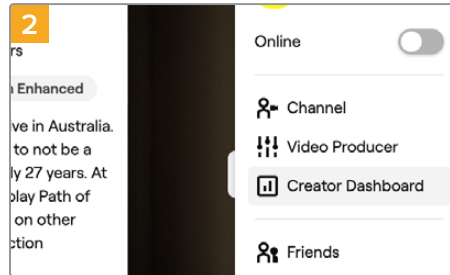 2
rs
Enhanced
ve in Australia.
to not be a
ly 27 years. At
play Path of
on other
ction
Online
Channel
Video Producer
Creator Dashboard
Friends